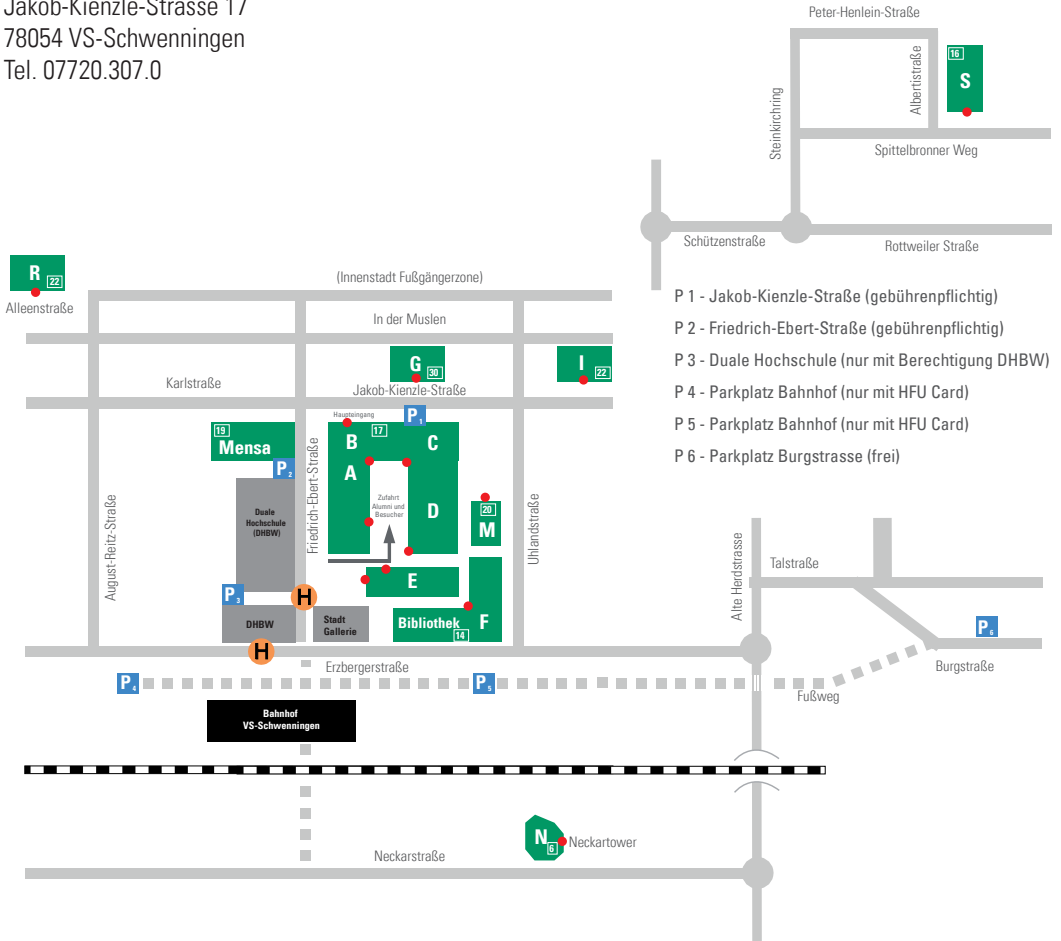 Jakob-Kienzle-Strasse 17
78054 VS-Schwenningen
Tel. 07720.307.0
Peter-Henlein-Straße
16
S
Albertistraße
Steinkirchring
Spittelbronner Weg
Schützenstraße
Rottweiler Straße
R
22
Alleenstraße
(Innenstadt Fußgängerzone)
In der Muslen
G
30
I
22
Karlstraße
Jakob-Kienzle-Straße
P 1 - Jakob-Kienzle-Straße (gebührenpflichtig)
P 2 - Friedrich-Ebert-Straße (gebührenpflichtig)
P 3 - Duale Hochschule (nur mit Berechtigung DHBW)
P 4 - Parkplatz Bahnhof (nur mit HFU Card)
P 5 - Parkplatz Bahnhof (nur mit HFU Card)
P 6 - Parkplatz Burgstrasse (frei)
Haupteingang
P1
19
Mensa
P2
17
B
C
A
D
Zufahrt
Alumni und
Besucher
20
M
Duale
Hochschule
(DHBW)
August-Reitz-Straße
Friedrich-Ebert-Straße
Uhlandstraße
E
P3
H
DHBW
Stadt
Gallerie
Bibliothek
14
F
H
Erzbergerstraße
Alte Herdstrasse
Talstraße
P6
Burgstraße
Fußweg
P4
P5
Bahnhof
VS-Schwenningen
N
6
Neckartower
Neckarstraße